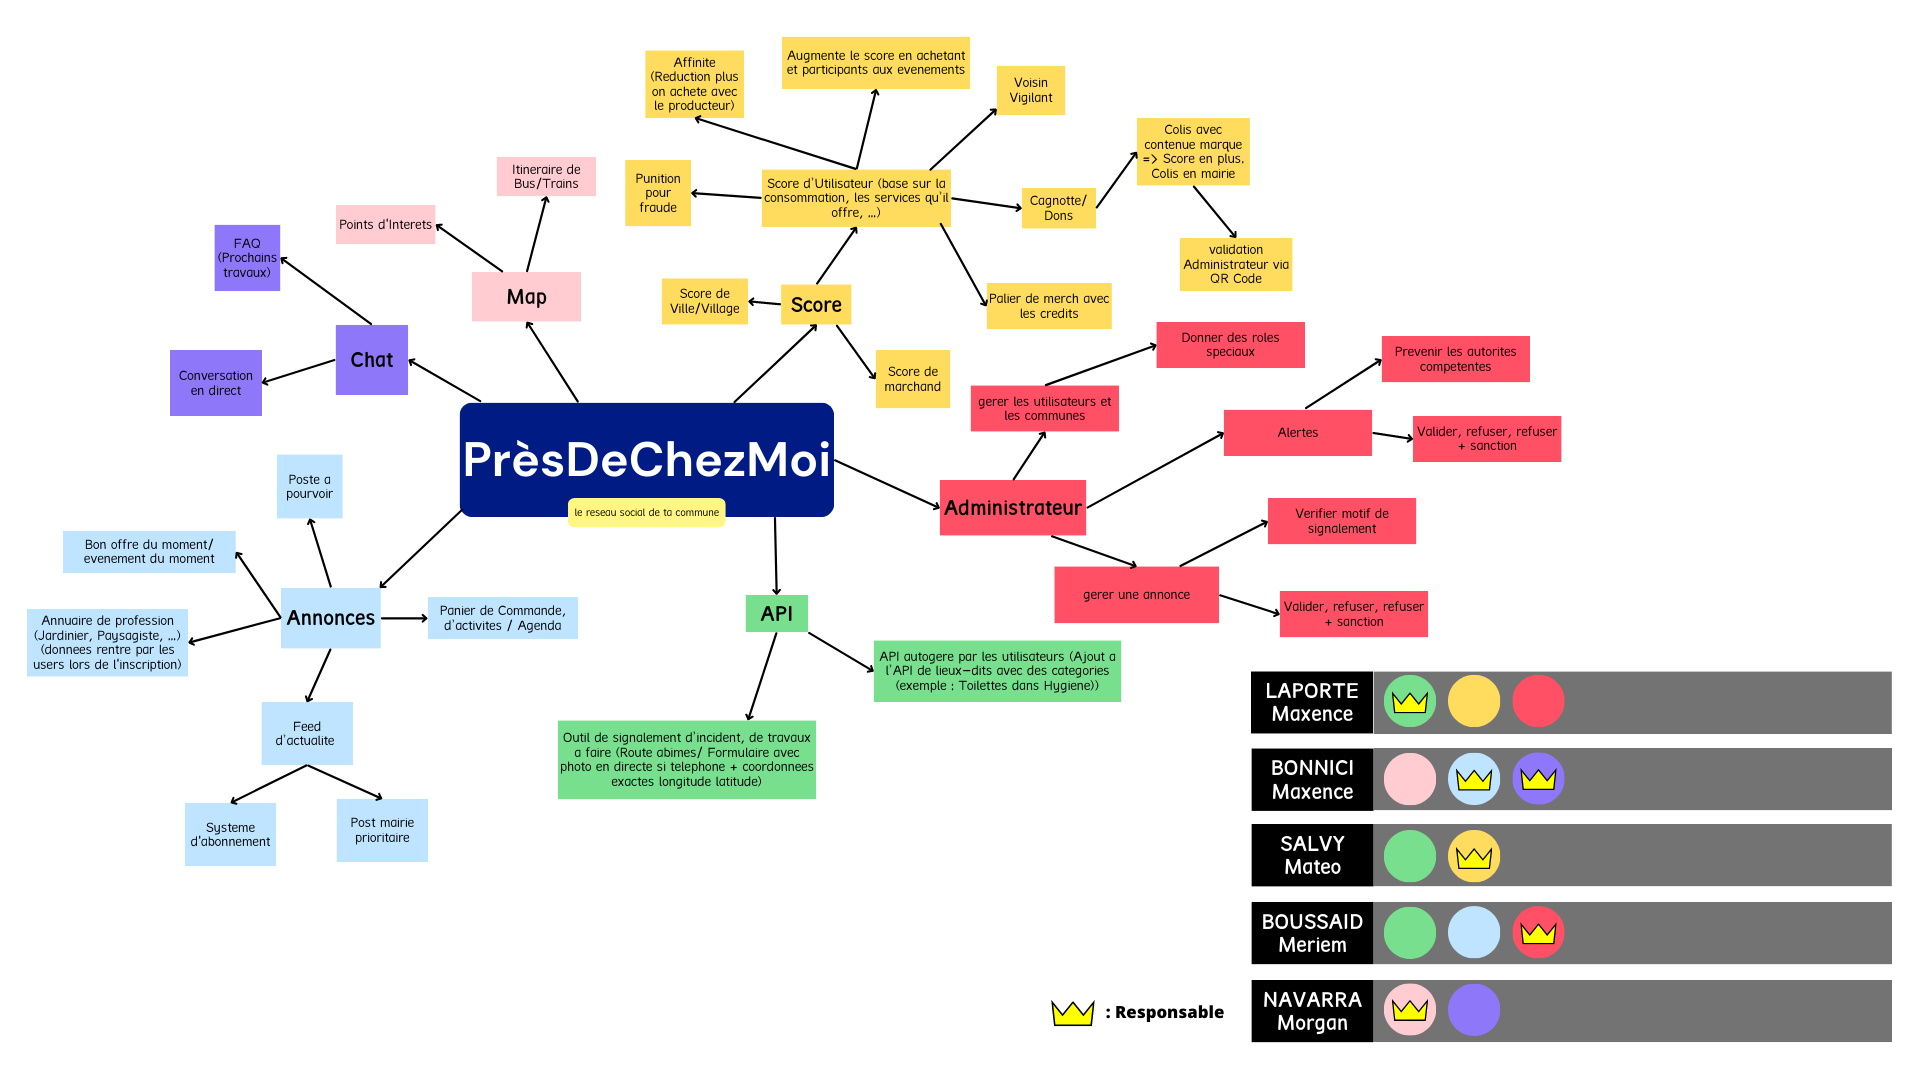 Affinite
(Reduction plus
on achete avec
le producteur)
Augmente le score en achetant
et participants aux evenements
Voisin
Vigilant
Colis avec
contenue marque
=> Score en plus.
Colis en mairie
Itineraire de
Bus/Trains
Punition
pour
fraude
Score d'Utilisateur (base sur la
consommation, les services qu'il
offre, ...)
Cagnotte/
Dons
Points d'Interets
FAQ
(Prochains
travaux)
validation
Administrateur via
QR Code
Map
Score de
Ville/Village
Score
Palier de merch avec
les credits
Chat
Conversation
en direct
Score de
marchand
Donner des roles
speciaux
Prevenir les autorites
competentes
gerer les utilisateurs et
les communes
Alertes
Valider, refuser, refuser
+ sanction
PrèsDeChezMoi
le reseau social de ta commune
Poste a
pourvoir
Administrateur
Verifier motif de
signalement
Bon offre du moment/
evenement du moment
gerer une annonce
Valider, refuser, refuser
+ sanction
Annonces
Panier de Commande,
d'activites / Agenda
API
Annuaire de profession
(Jardinier, Paysagiste, ...)
(donnees rentre par les
users lors de l'inscription)
API autogere par les utilisateurs (Ajout a
l'API de lieux-dits avec des categories
(exemple : Toilettes dans Hygiene))
Feed
d'actualite
Outil de signalement d'incident, de travaux
a faire (Route abimes/ Formulaire avec
photo en directe si telephone + coordonnees
exactes longitude latitude)
Systeme
d'abonnement
Post mairie
prioritaire
LAPORTE
Maxence
BONNICI
Maxence
SALVY
Mateo
BOUSSAID
Meriem
NAVARRA
Morgan
: Responsable